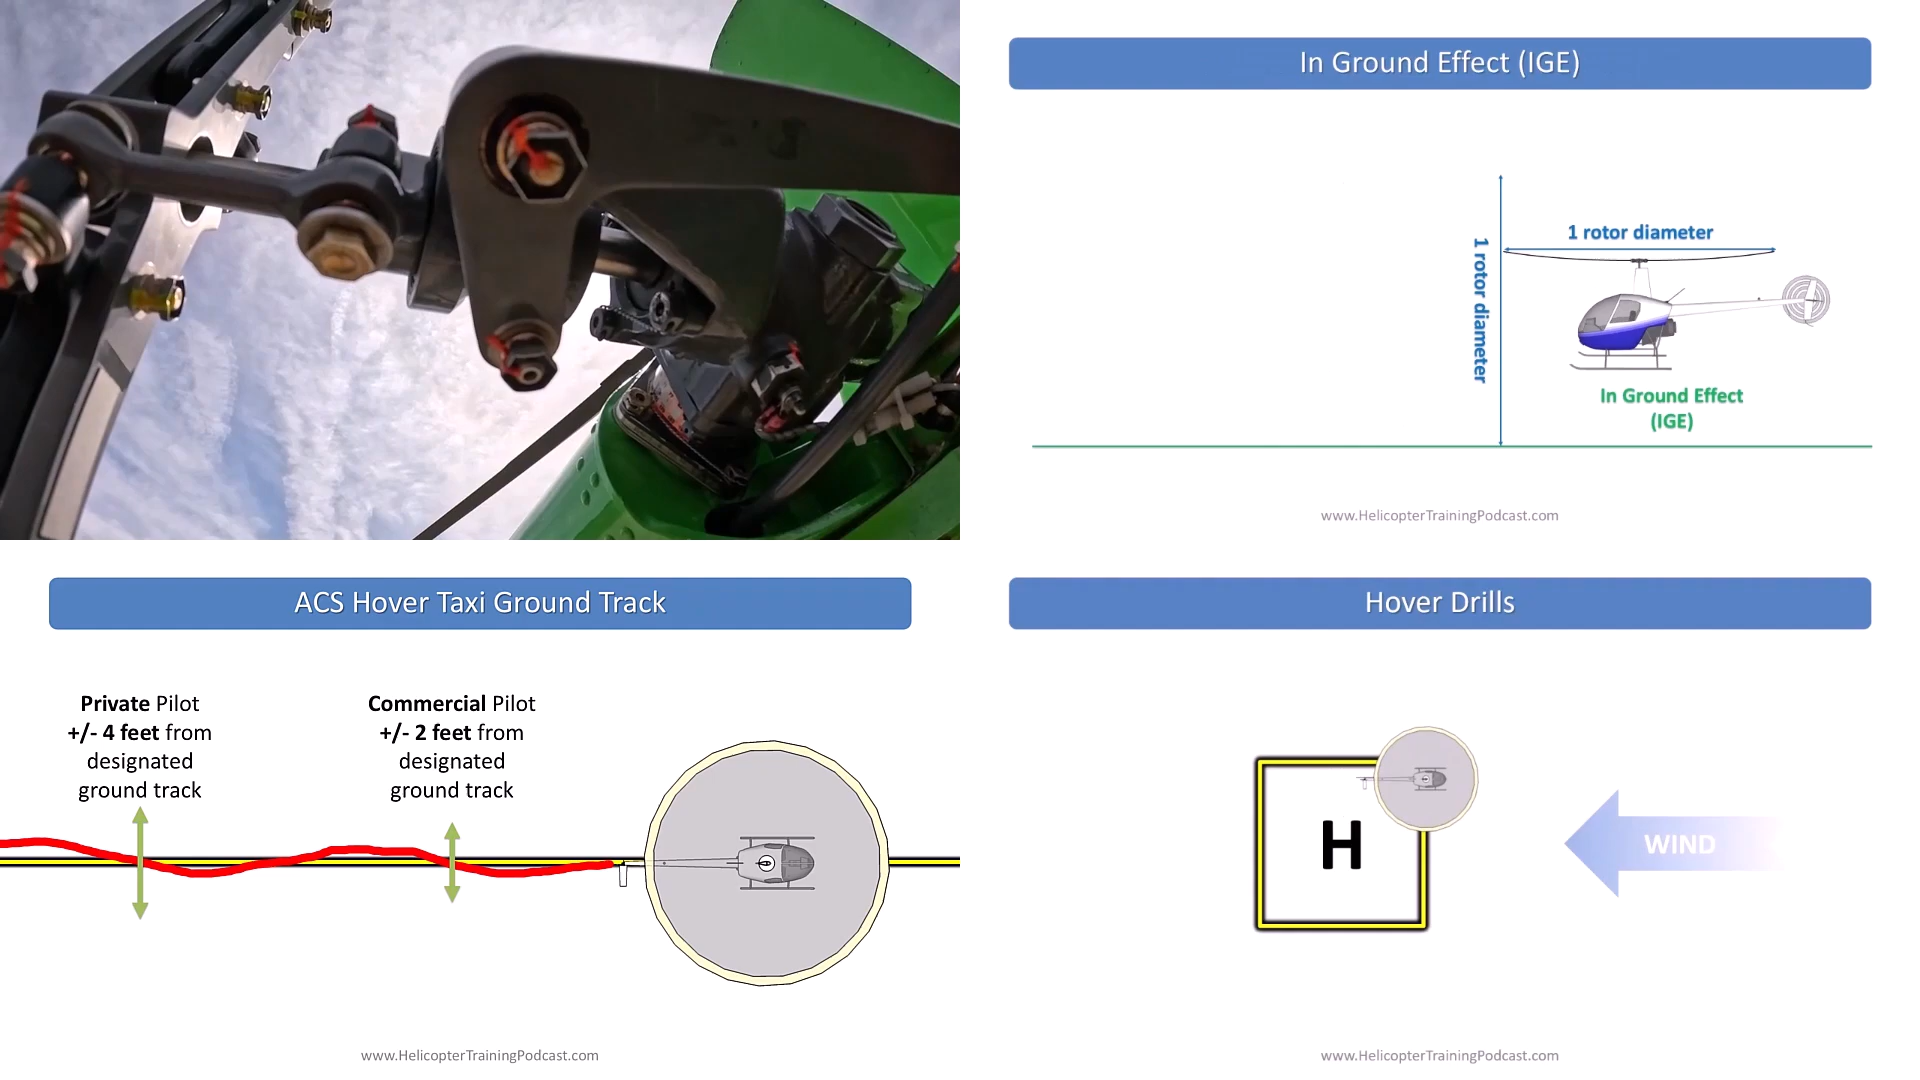 In Ground Effect (IGE)
1 rotor diameter
1 rotor diameter
In Ground Effect
(IGE)
www.HelicopterTrainingPodcast.com
ACS Hover Taxi Ground Track
Private Pilot
+/- 4 feet from
designated
ground track
Commercial Pilot
+/- 2 feet from
designated
ground track
www.HelicopterTrainingPodcast.com
Hover Drills
H
WIND
www.HelicopterTrainingPodcast.com